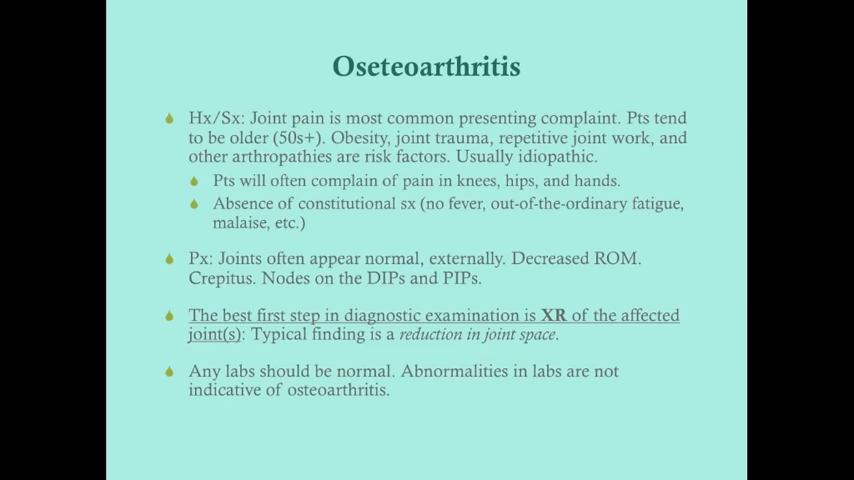 Oseteoarthritis
Hx/Sx: Joint pain is most common presenting complaint. Pts tend
to be older (50s+). Obesity, joint trauma, repetitive joint work, and
other arthropathies are risk factors. Usually idiopathic.
Pts will often complain of pain in knees, hips, and hands.
Absence of constitutional sx (no fever, out-of-the-ordinary fatigue,
malaise, etc.)
Px: Joints often appear normal, externally. Decreased ROM.
Crepitus. Nodes on the DIPs and PIPs.
The best first step in diagnostic examination is XR of the affected
joint(s): Typical finding is a reduction in joint space.
Any labs should be normal. Abnormalities in labs are not
indicative of osteoarthritis.